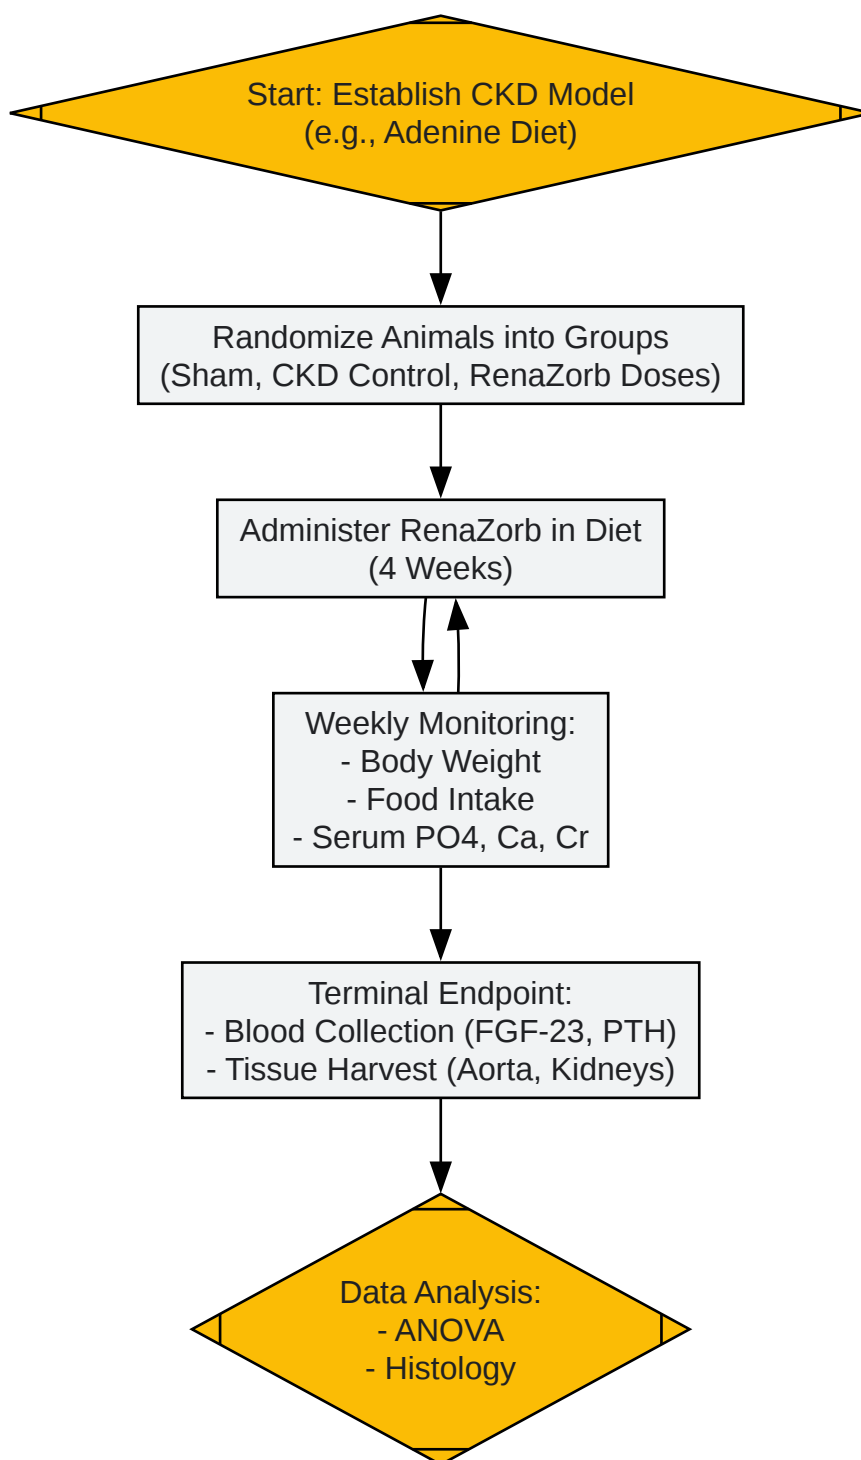 Start: Establish CKD Model
(e.g., Adenine Diet)
Randomize Animals into Groups
(Sham, CKD Control, RenaZorb Doses)
Administer RenaZorb in Diet
(4 Weeks)
Weekly Monitoring:
- Body Weight
- Food Intake
- Serum PO4, Ca, Cr
Terminal Endpoint:
- Blood Collection (FGF-23, PTH)
- Tissue Harvest (Aorta, Kidneys)
Data Analysis:
- ANOVA
- Histology